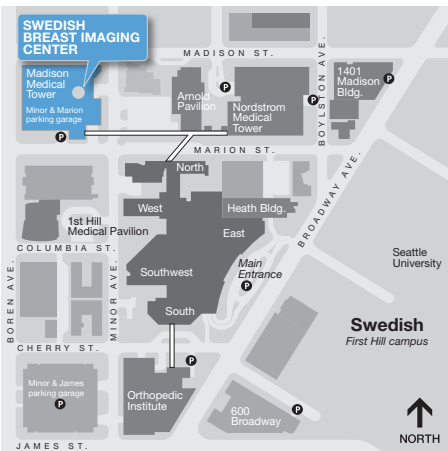 SWEDISH
BREAST IMAGING
CENTER
MADISON ST.
Madison
Medical
Tower
Minor & Marion
parking garage
P
Arnold
Pavilion
P
Nordstrom
Medical
Tower
P
BOYLSTON AVE.
1401
Madison
Bldg.
P
MARION ST.
North
West
Heath Bldg.
East
1st Hill
Medical Pavilion
COLUMBIA ST.
BROADWAY AVE.
Seattle
University
Main
Entrance
P
Southwest
South
BOREN AVE.
MINOR AVE.
Swedish
First Hill campus
CHERRY ST.
Minor & James
parking garage
P
P
Orthopedic
Institute
600
Broadway
P
JAMES ST.
NORTH